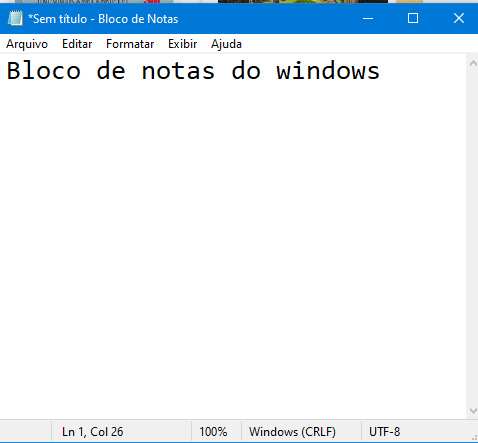 *Sem título - Bloco de Notas
Arquivo Editar Formatar Exibir Ajuda
Bloco de notas do windows
Ln 1, Col 26 100% Windows (CRLF) UTF-8